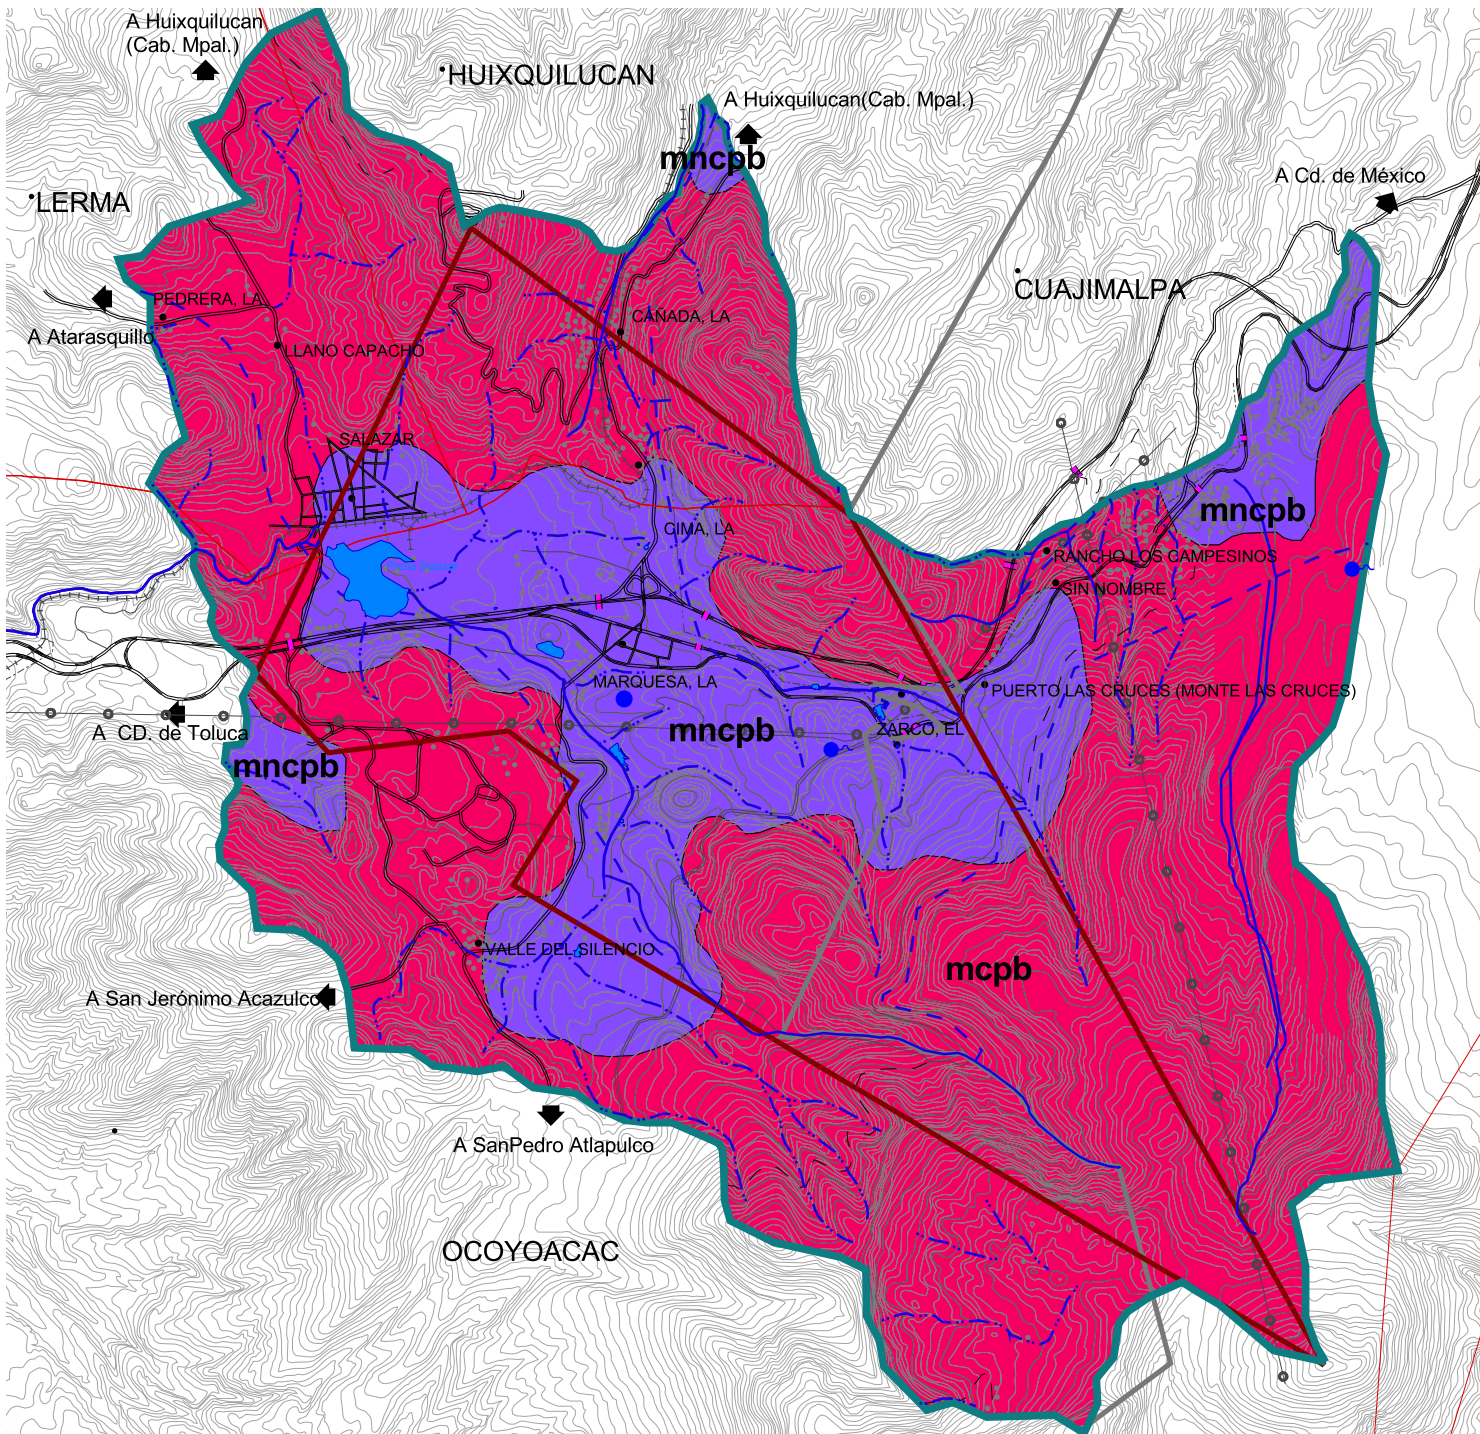 A Huixquilucan
(Cab. Mpal.)
HUIXQUILUCAN
A Huixquilucan(Cab. Mpal.)
mncpb
A Cd. de México
LERMA
CUAJIMALPA
PEDRERA, LA
CAÑADA, LA
A Atarasquillo
LLANO CAPACHO
SALAZAR
mncpb
CIMA, LA
RANCHO LOS CAMPESINOS
SIN NOMBRE
MARQUESA, LA
PUERTO LAS CRUCES (MONTE LAS CRUCES)
A CD. de Toluca
mncpb
ZARCO, EL
mncpb
VALLE DEL SILENCIO
mcpb
A San Jerónimo Acazulco
A SanPedro Atlapulco
OCOYOACAC